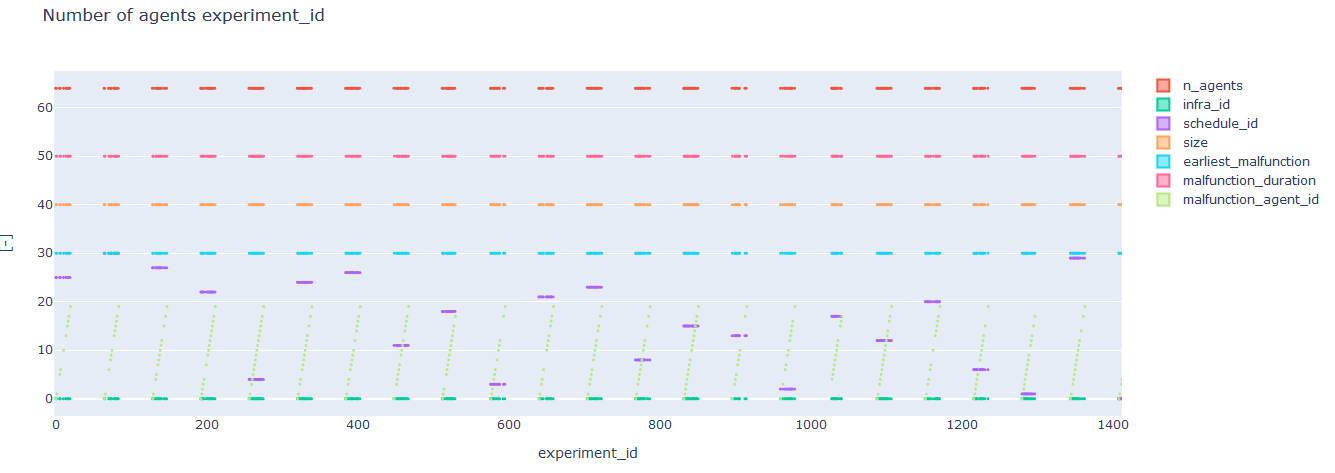 Number of agents experiment_id
n_agents
infra_id
schedule_id
size
earliest_malfunction
malfunction_duration
malfunction_agent_id
[-]
60
50
40
30
20
10
0
0 200 400 600 800 1000 1200 1400
experiment_id